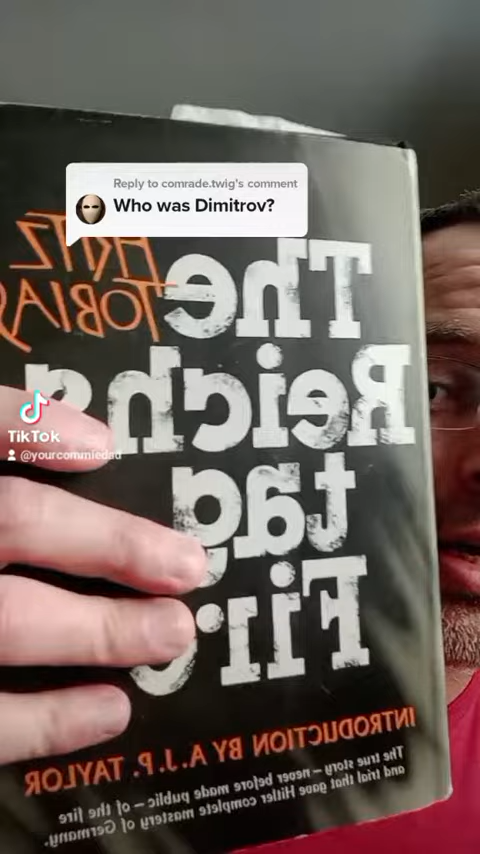 Reply to comrade.twig's comment
Who was Dimitrov?
FRITZ
TOBIAS
The
Reichs
tag
Fire
TikTok
@yourcommiedad
INTRODUCTION BY A.J.P. TAYLOR
The true story – never before made public – of the fire
and trial that gave Hitler complete mastery of Germany.